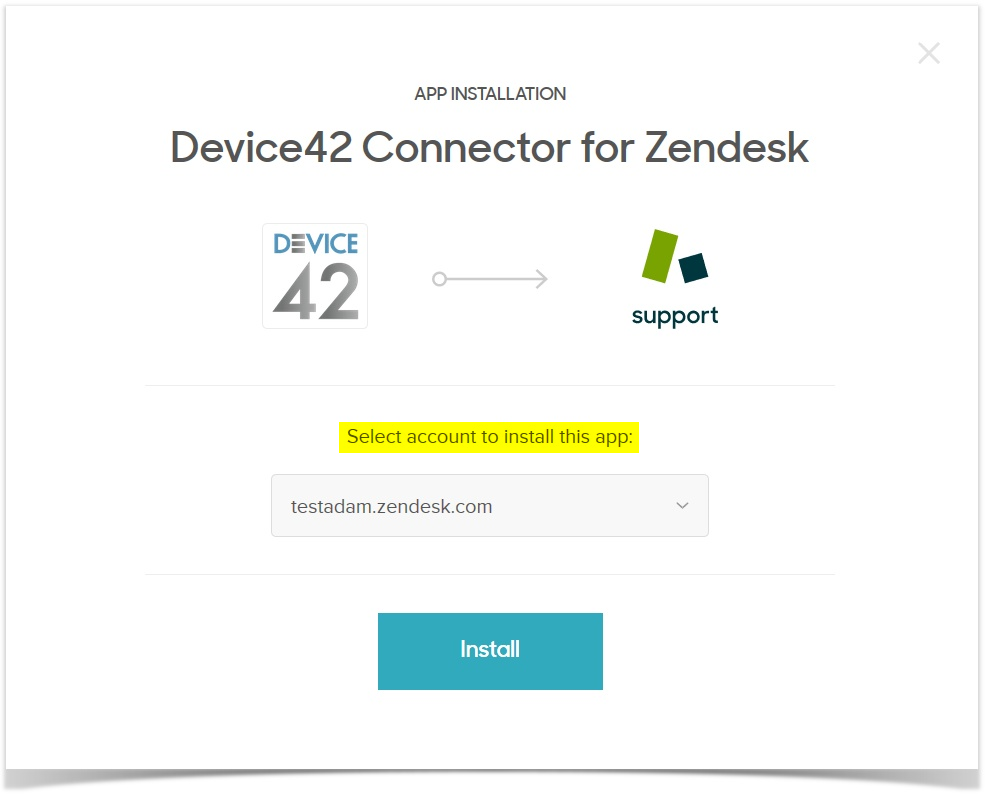 APP INSTALLATION
Device42 Connector for Zendesk
DEVICE
42
support
Select account to install this app:
testadam.zendesk.com
Install